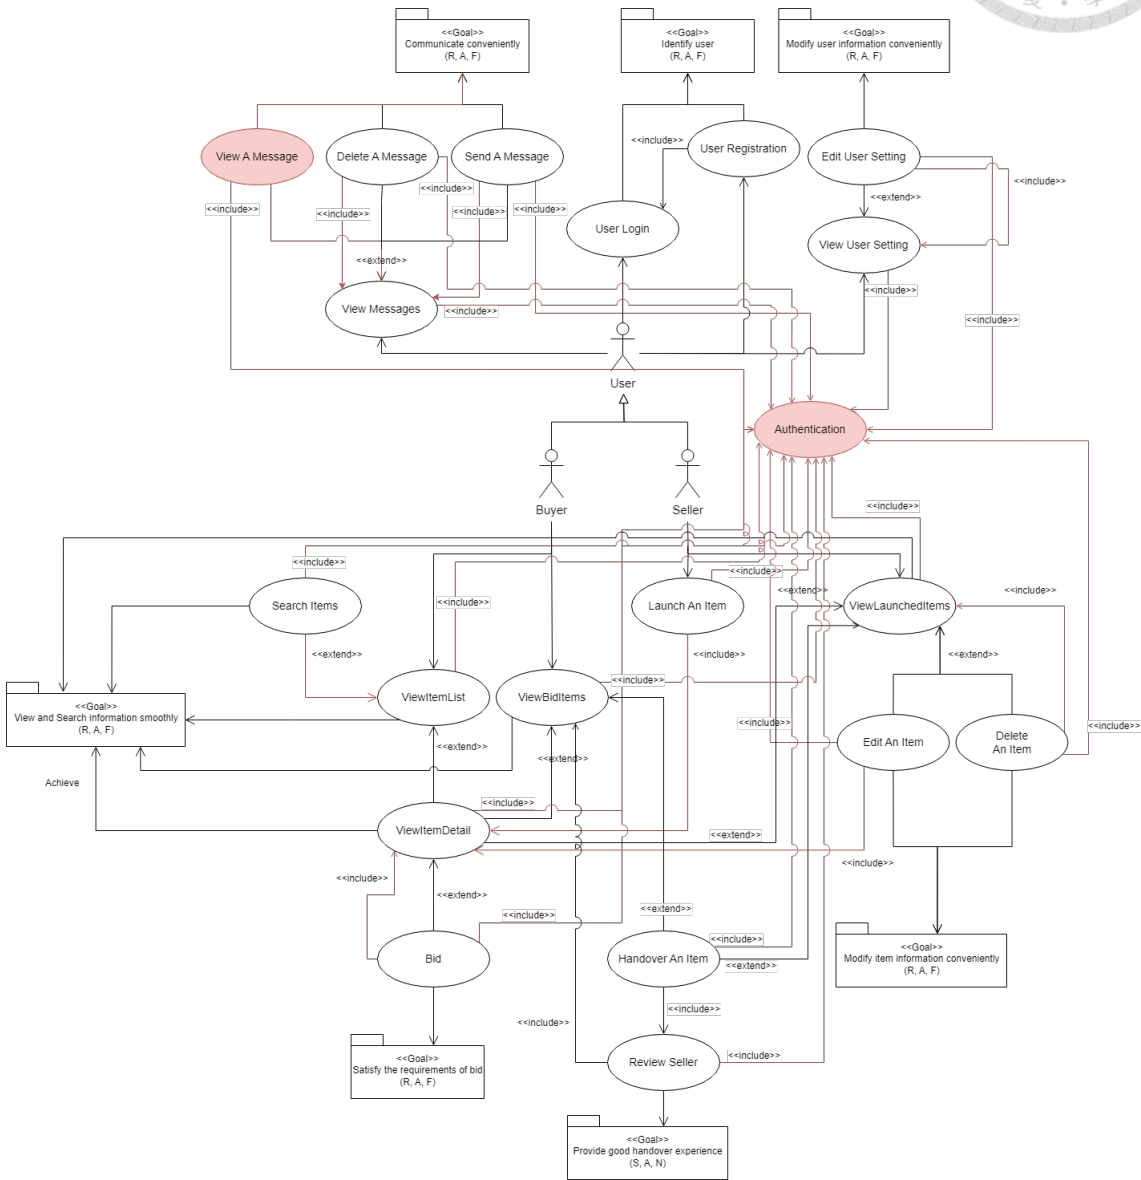 <<Goal>>
Communicate conveniently
(R, A, F)
<<Goal>>
Identify user
(R, A, F)
<<Goal>>
Modify user information conveniently
(R, A, F)
View A Message
Delete A Message
Send A Message
<<include>>
User Registration
Edit User Setting
<<include>>
<<include>>
<<include>>
<<include>>
<<include>>
<<include>>
<<extend>>
User Login
View User Setting
<<extend>>
<<include>>
View Messages
<<include>>
<<include>>
<<include>>
User
Authentication
Buyer
Seller
<<include>>
<<include>>
<<include>>
<<include>>
<<extend>>
<<include>>
Search Items
<<include>>
Launch An Item
ViewLaunchedItems
<<extend>>
<<include>>
<<extend>>
ViewItemList
ViewBidItems
<<include>>
<<Goal>>
View and Search information smoothly
(R, A, F)
<<include>>
<<include>>
Edit An Item
Delete
An Item
<<extend>>
<<extend>>
Achieve
<<include>>
ViewItemDetail
<<extend>>
<<include>>
<<include>>
<<extend>>
<<extend>>
<<include>>
<<include>>
<<extend>>
Bid
Handover An Item
<<Goal>>
Modify item information conveniently
(R, A, F)
<<include>>
<<include>>
<<include>>
<<Goal>>
Satisfy the requirements of bid
(R, A, F)
Review Seller
<<Goal>>
Provide good handover experience
(S, A, N)